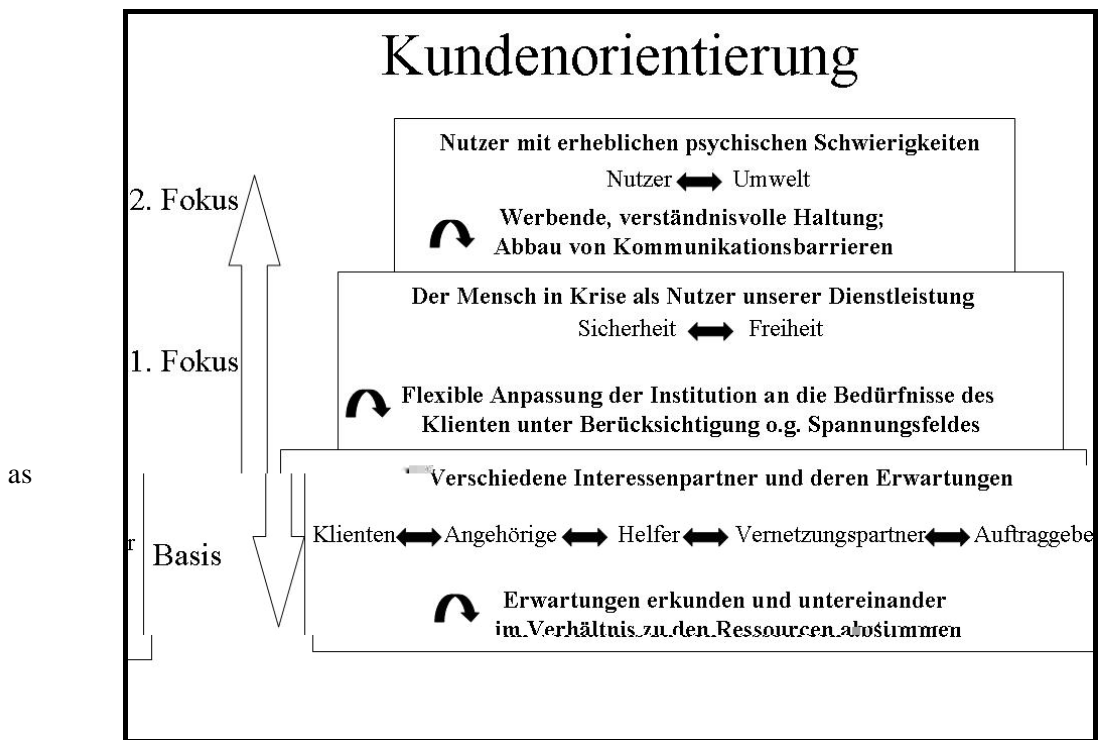 Kundenorientierung
Nutzer mit erheblichen psychischen Schwierigkeiten
Nutzer Umwelt
2. Fokus
Werbende, verständnisvolle Haltung;
Abbau von Kommunikationsbarrieren
Der Mensch in Krise als Nutzer unserer Dienstleistung
Sicherheit Freiheit
1. Fokus
Flexible Anpassung der Institution an die Bedürfnisse des
Klienten unter Berücksichtigung o.g. Spannungsfeldes
as
Verschiedene Interessenpartner und deren Erwartungen
Klienten Angehörige Helfer Vernetzungspartner Auftraggebe
r
Basis
Erwartungen erkunden und untereinander
im Verhältnis zu den Ressourcen abstimmen